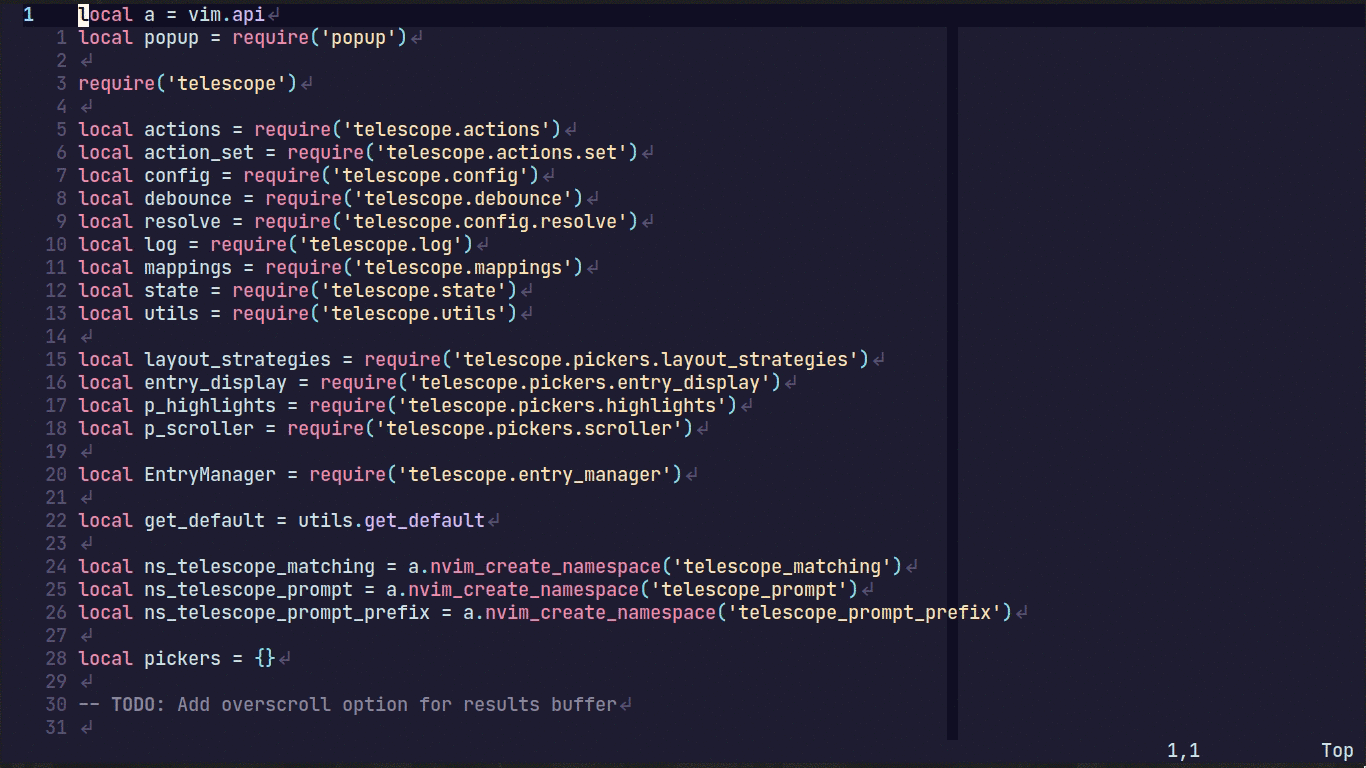 1 local a = vim.api↲
1 local popup = require('popup')↲
2 ↲
3 require('telescope')↲
4 ↲
5 local actions = require('telescope.actions')↲
6 local action_set = require('telescope.actions.set')↲
7 local config = require('telescope.config')↲
8 local debounce = require('telescope.debounce')↲
9 local resolve = require('telescope.config.resolve')↲
10 local log = require('telescope.log')↲
11 local mappings = require('telescope.mappings')↲
12 local state = require('telescope.state')↲
13 local utils = require('telescope.utils')↲
14 ↲
15 local layout_strategies = require('telescope.pickers.layout_strategies')↲
16 local entry_display = require('telescope.pickers.entry_display')↲
17 local p_highlights = require('telescope.pickers.highlights')↲
18 local p_scroller = require('telescope.pickers.scroller')↲
19 ↲
20 local EntryManager = require('telescope.entry_manager')↲
21 ↲
22 local get_default = utils.get_default↲
23 ↲
24 local ns_telescope_matching = a.nvim_create_namespace('telescope_matching')↲
25 local ns_telescope_prompt = a.nvim_create_namespace('telescope_prompt')↲
26 local ns_telescope_prompt_prefix = a.nvim_create_namespace('telescope_prompt_prefix')↲
27 ↲
28 local pickers = {}↲
29 ↲
30 -- TODO: Add overscroll option for results buffer↲
31 ↲
1,1 Top